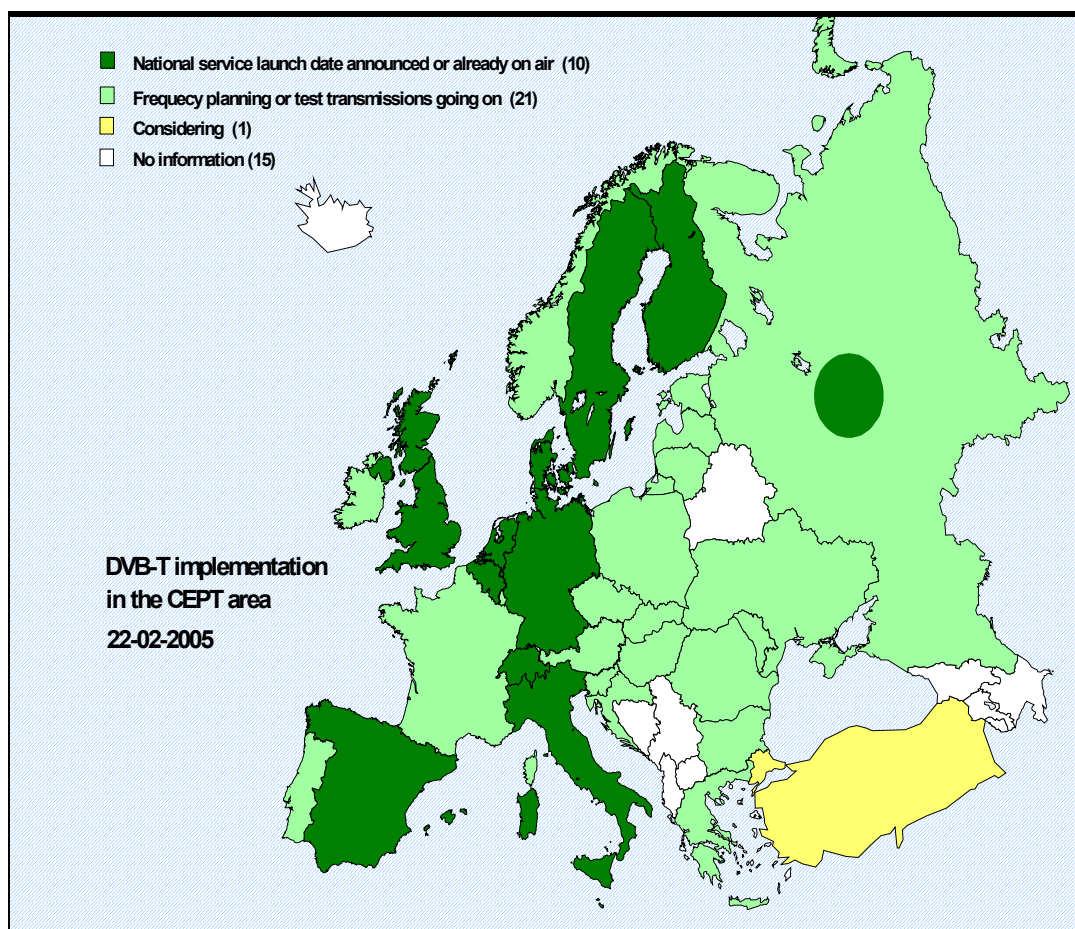 National service launch date announced or already on air (10)
Frequecy planning or test transmissions going on (21)
Considering (1)
No information (15)
DVB-T implementation
in the CEPT area
22-02-2005